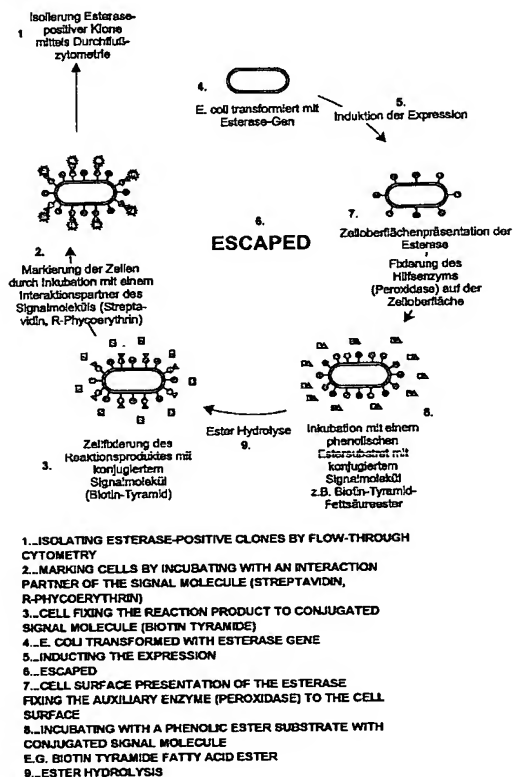 Isolierung Esterase-
1 positiver Klone
mittels Durchfluß-
zytometrie
4.
E. coli transformiert mit
Esterase-Gen
5.
Induktion der Expression
7.
Zelloberflächenpräsentation der
Esterase
,
Fixierung des
Hilfsenzyms
(Peroxidase) auf der
Zelloberfläche
6.
ESCAPED
2.
Markierung der Zellen
durch Inkubation mit einem
Interaktionspartner des
Signalmoleküls (Strepta-
vidin, R-Phycoerythrin)
8.
Inkubation mit einem
phenolischen
Estersubstrat mit
konjugiertem
Signalmolekül
z.B. Biotin-Tyramid-
Fettsäureester
Ester Hydrolyse
9.
Zellfixierung des
Reaktionsproduktes mit
3. konjugiertem
Signalmolekül
(Biotin-Tyramid)
1...ISOLATING ESTERASE-POSITIVE CLONES BY FLOW-THROUGH
CYTOMETRY
2...MARKING CELLS BY INCUBATING WITH AN INTERACTION
PARTNER OF THE SIGNAL MOLECULE (STREPTAVIDIN,
R-PHYCOERYTHRIN)
3...CELL FIXING THE REACTION PRODUCT TO CONJUGATED
SIGNAL MOLECULE (BIOTIN TYRAMIDE)
4...E. COLI TRANSFORMED WITH ESTERASE GENE
5...INDUCTING THE EXPRESSION
6...ESCAPED
7...CELL SURFACE PRESENTATION OF THE ESTERASE
FIXING THE AUXILIARY ENZYME (PEROXIDASE) TO THE CELL
SURFACE
8...INCUBATING WITH A PHENOLIC ESTER SUBSTRATE WITH
CONJUGATED SIGNAL MOLECULE
E.G. BIOTIN TYRAMIDE FATTY ACID ESTER
9...ESTER HYDROLYSIS